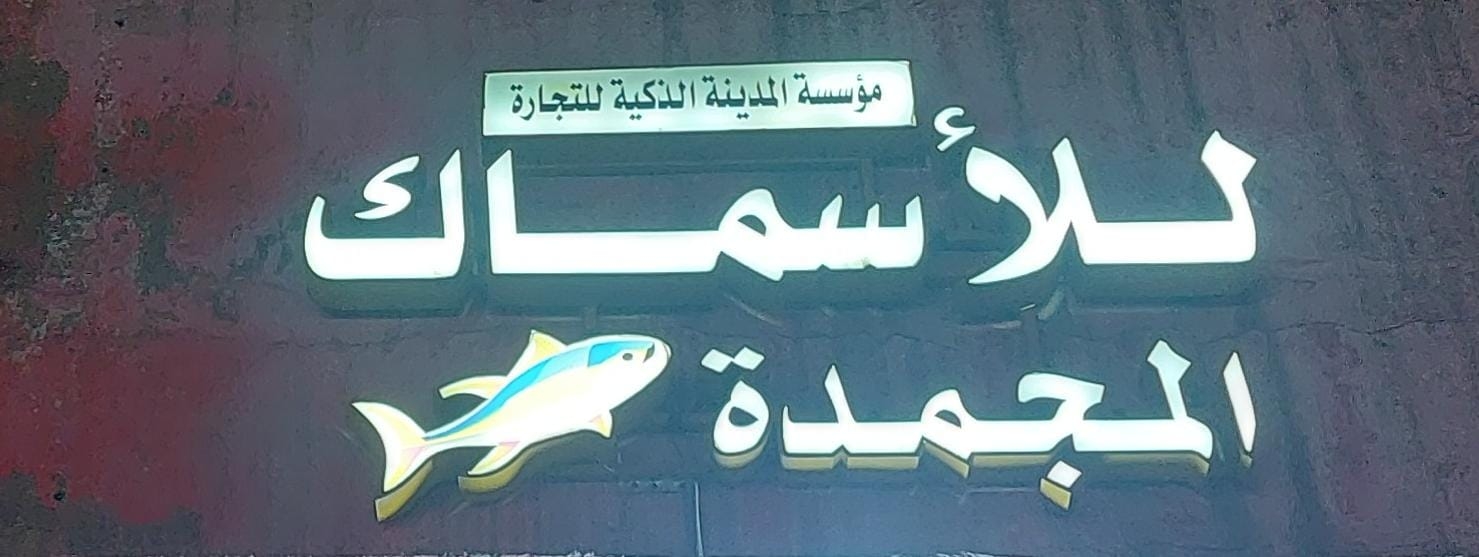 مؤسسة المدينة الذكية للتجارة
للأسماك
المجمدة